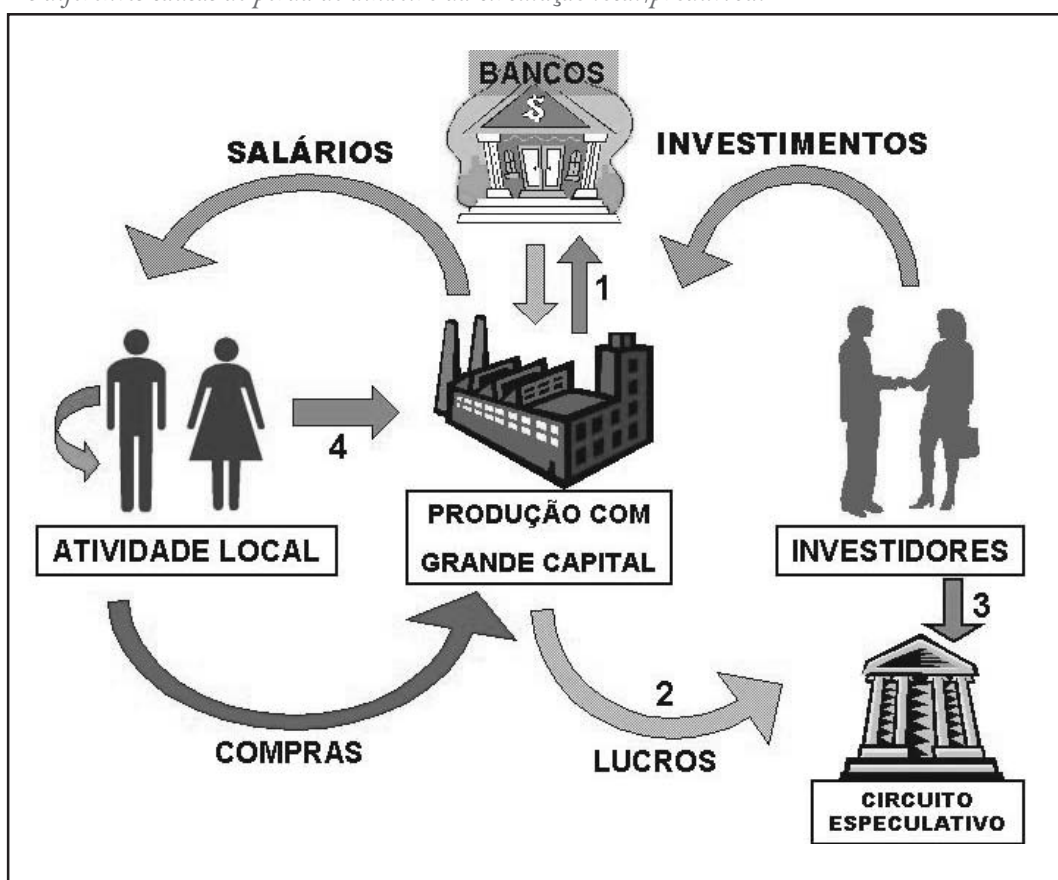 BANCOS
$
SALÁRIOS
INVESTIMENTOS
1
4
ATIVIDADE LOCAL
PRODUÇÃO COM
GRANDE CAPITAL
INVESTIDORES
3
2
COMPRAS
LUCROS
CIRCUITO
ESPECULATIVO